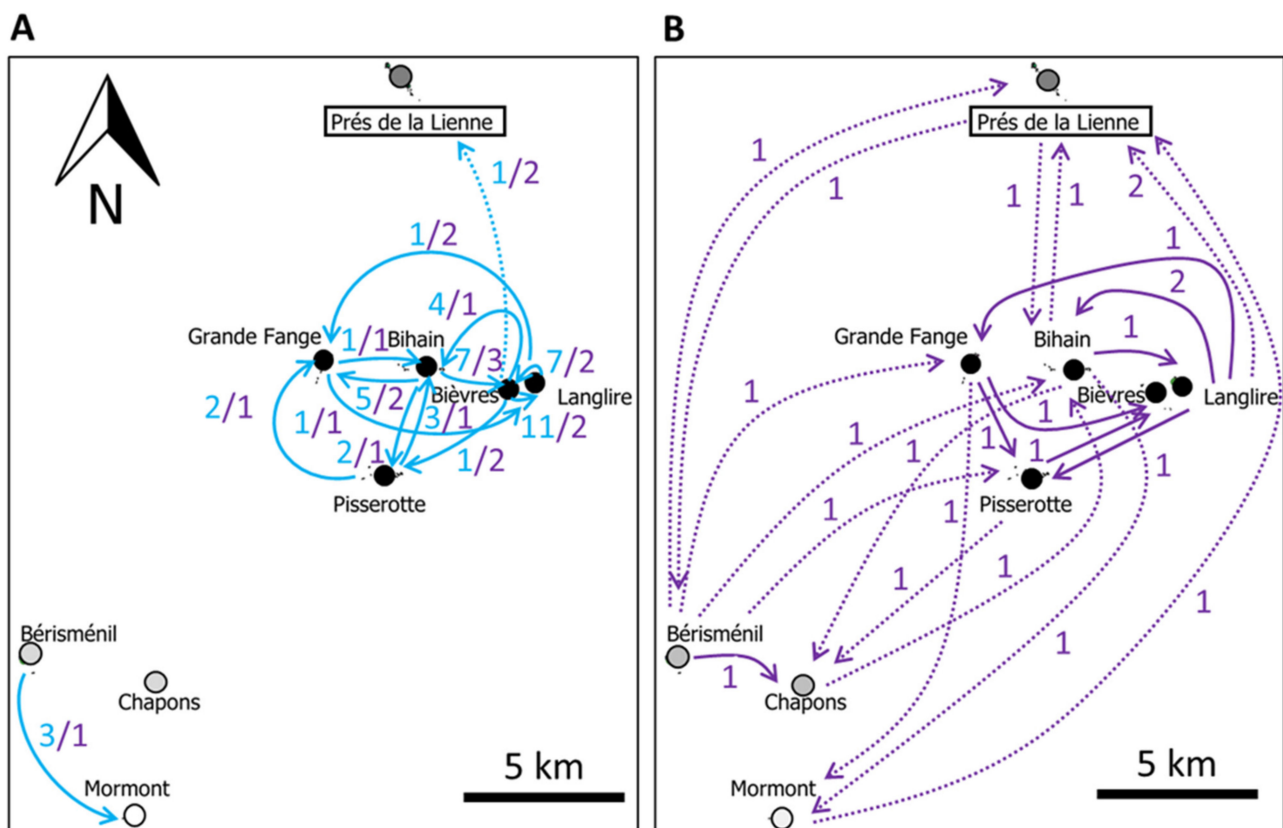 A
B
Prés de la Lienne
N
1/2
1/2
4/1
Grande Fange
1/1
Bihain
7/3
7/2
Bièvres
Langlire
5/2
3/1
2/1
1/1
11/2
2/1
1/2
Pisserotte
Bérisménil
Chapons
3/1
Mormont
5 km
Prés de la Lienne
1
1
1
1
2
1
2
Grande Fange
Bihain
1
Bièvres
Langlire
1
1
1
1
1
1
1
1
Pisserotte
1
1
1
1
1
1
Bérisménil
1
Chapons
Mormont
5 km